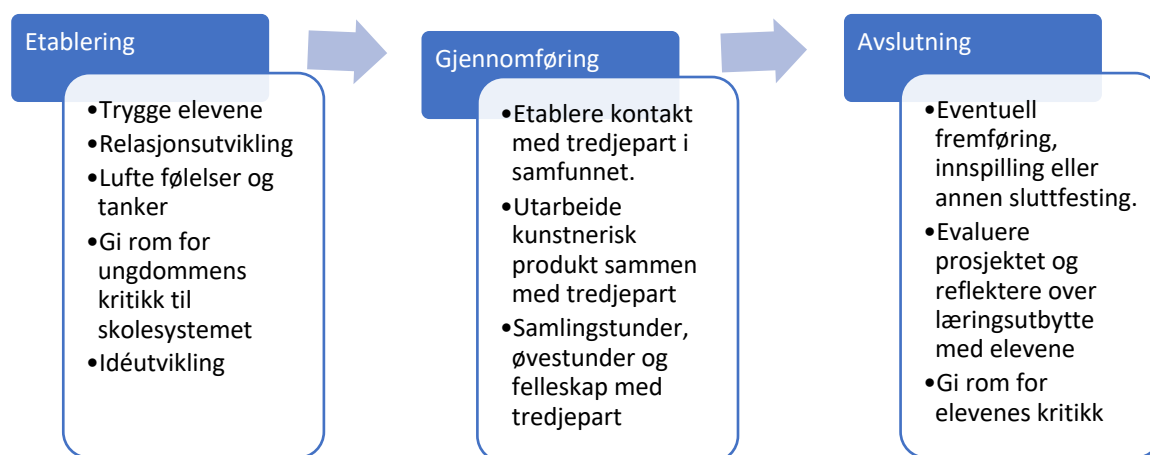 Etablering
•Trygge elevene
•Relasjonsutvikling
•Lufte følelser og
tanker
•Gi rom for
ungdommens
kritikk til
skolesystemet
•Idéutvikling
Gjennomføring
•Etablere kontakt
med tredjepart i
samfunnet.
•Utarbeide
kunstnerisk
produkt sammen
med tredjepart
•Samlingstunder,
øvestunder og
felleskap med
tredjepart
Avslutning
•Eventuell
fremføring,
innspilling eller
annen sluttfesting.
•Evaluere
prosjektet og
reflektere over
læringsutbytte
med elevene
•Gi rom for
elevenes kritikk